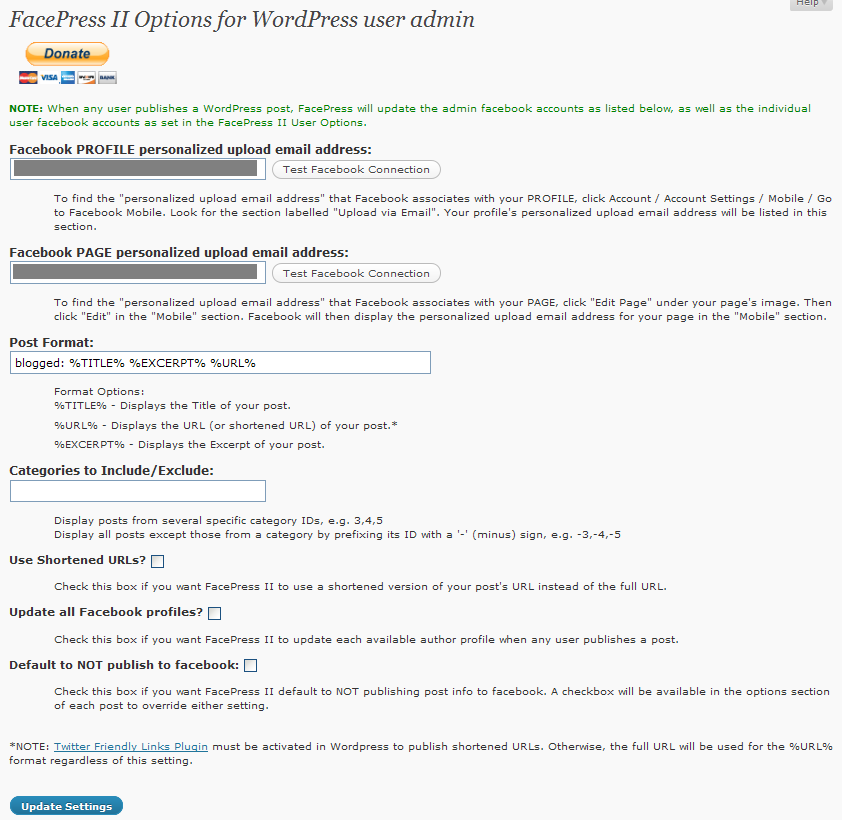 Help
FacePress II Options for WordPress user admin
Donate
VISA
BANK
NOTE: When any user publishes a WordPress post, FacePress will update the admin facebook accounts as listed below, as well as the individual
user facebook accounts as set in the FacePress II User Options.
Facebook PROFILE personalized upload email address:
Test Facebook Connection
To find the "personalized upload email address" that Facebook associates with your PROFILE, click Account / Account Settings / Mobile / Go
to Facebook Mobile. Look for the section labelled "Upload via Email". Your profile's personalized upload email address will be listed in this
section.
Facebook PAGE personalized upload email address:
Test Facebook Connection
To find the "personalized upload email address" that Facebook associates with your PAGE, click "Edit Page" under your page's image. Then
click "Edit" in the "Mobile" section. Facebook will then display the personalized upload email address for your page in the "Mobile" section.
Post Format:
blogged: %TITLE% %EXCERPT% %URL%
Format Options:
%TITLE% - Displays the Title of your post.
%URL% - Displays the URL (or shortened URL) of your post.*
%EXCERPT% - Displays the Excerpt of your post.
Categories to Include/Exclude:
Display posts from several specific category IDs, e.g. 3,4,5
Display all posts except those from a category by prefixing its ID with a '-' (minus) sign, e.g. -3,-4,-5
Use Shortened URLs?
Check this box if you want FacePress II to use a shortened version of your post's URL instead of the full URL.
Update all Facebook profiles?
Check this box if you want FacePress II to update each available author profile when any user publishes a post.
Default to NOT publish to facebook:
Check this box if you want FacePress II default to NOT publishing post info to facebook. A checkbox will be available in the options section
of each post to override either setting.
*NOTE: Twitter Friendly Links Plugin must be activated in Wordpress to publish shortened URLs. Otherwise, the full URL will be used for the %URL%
format regardless of this setting.
Update Settings